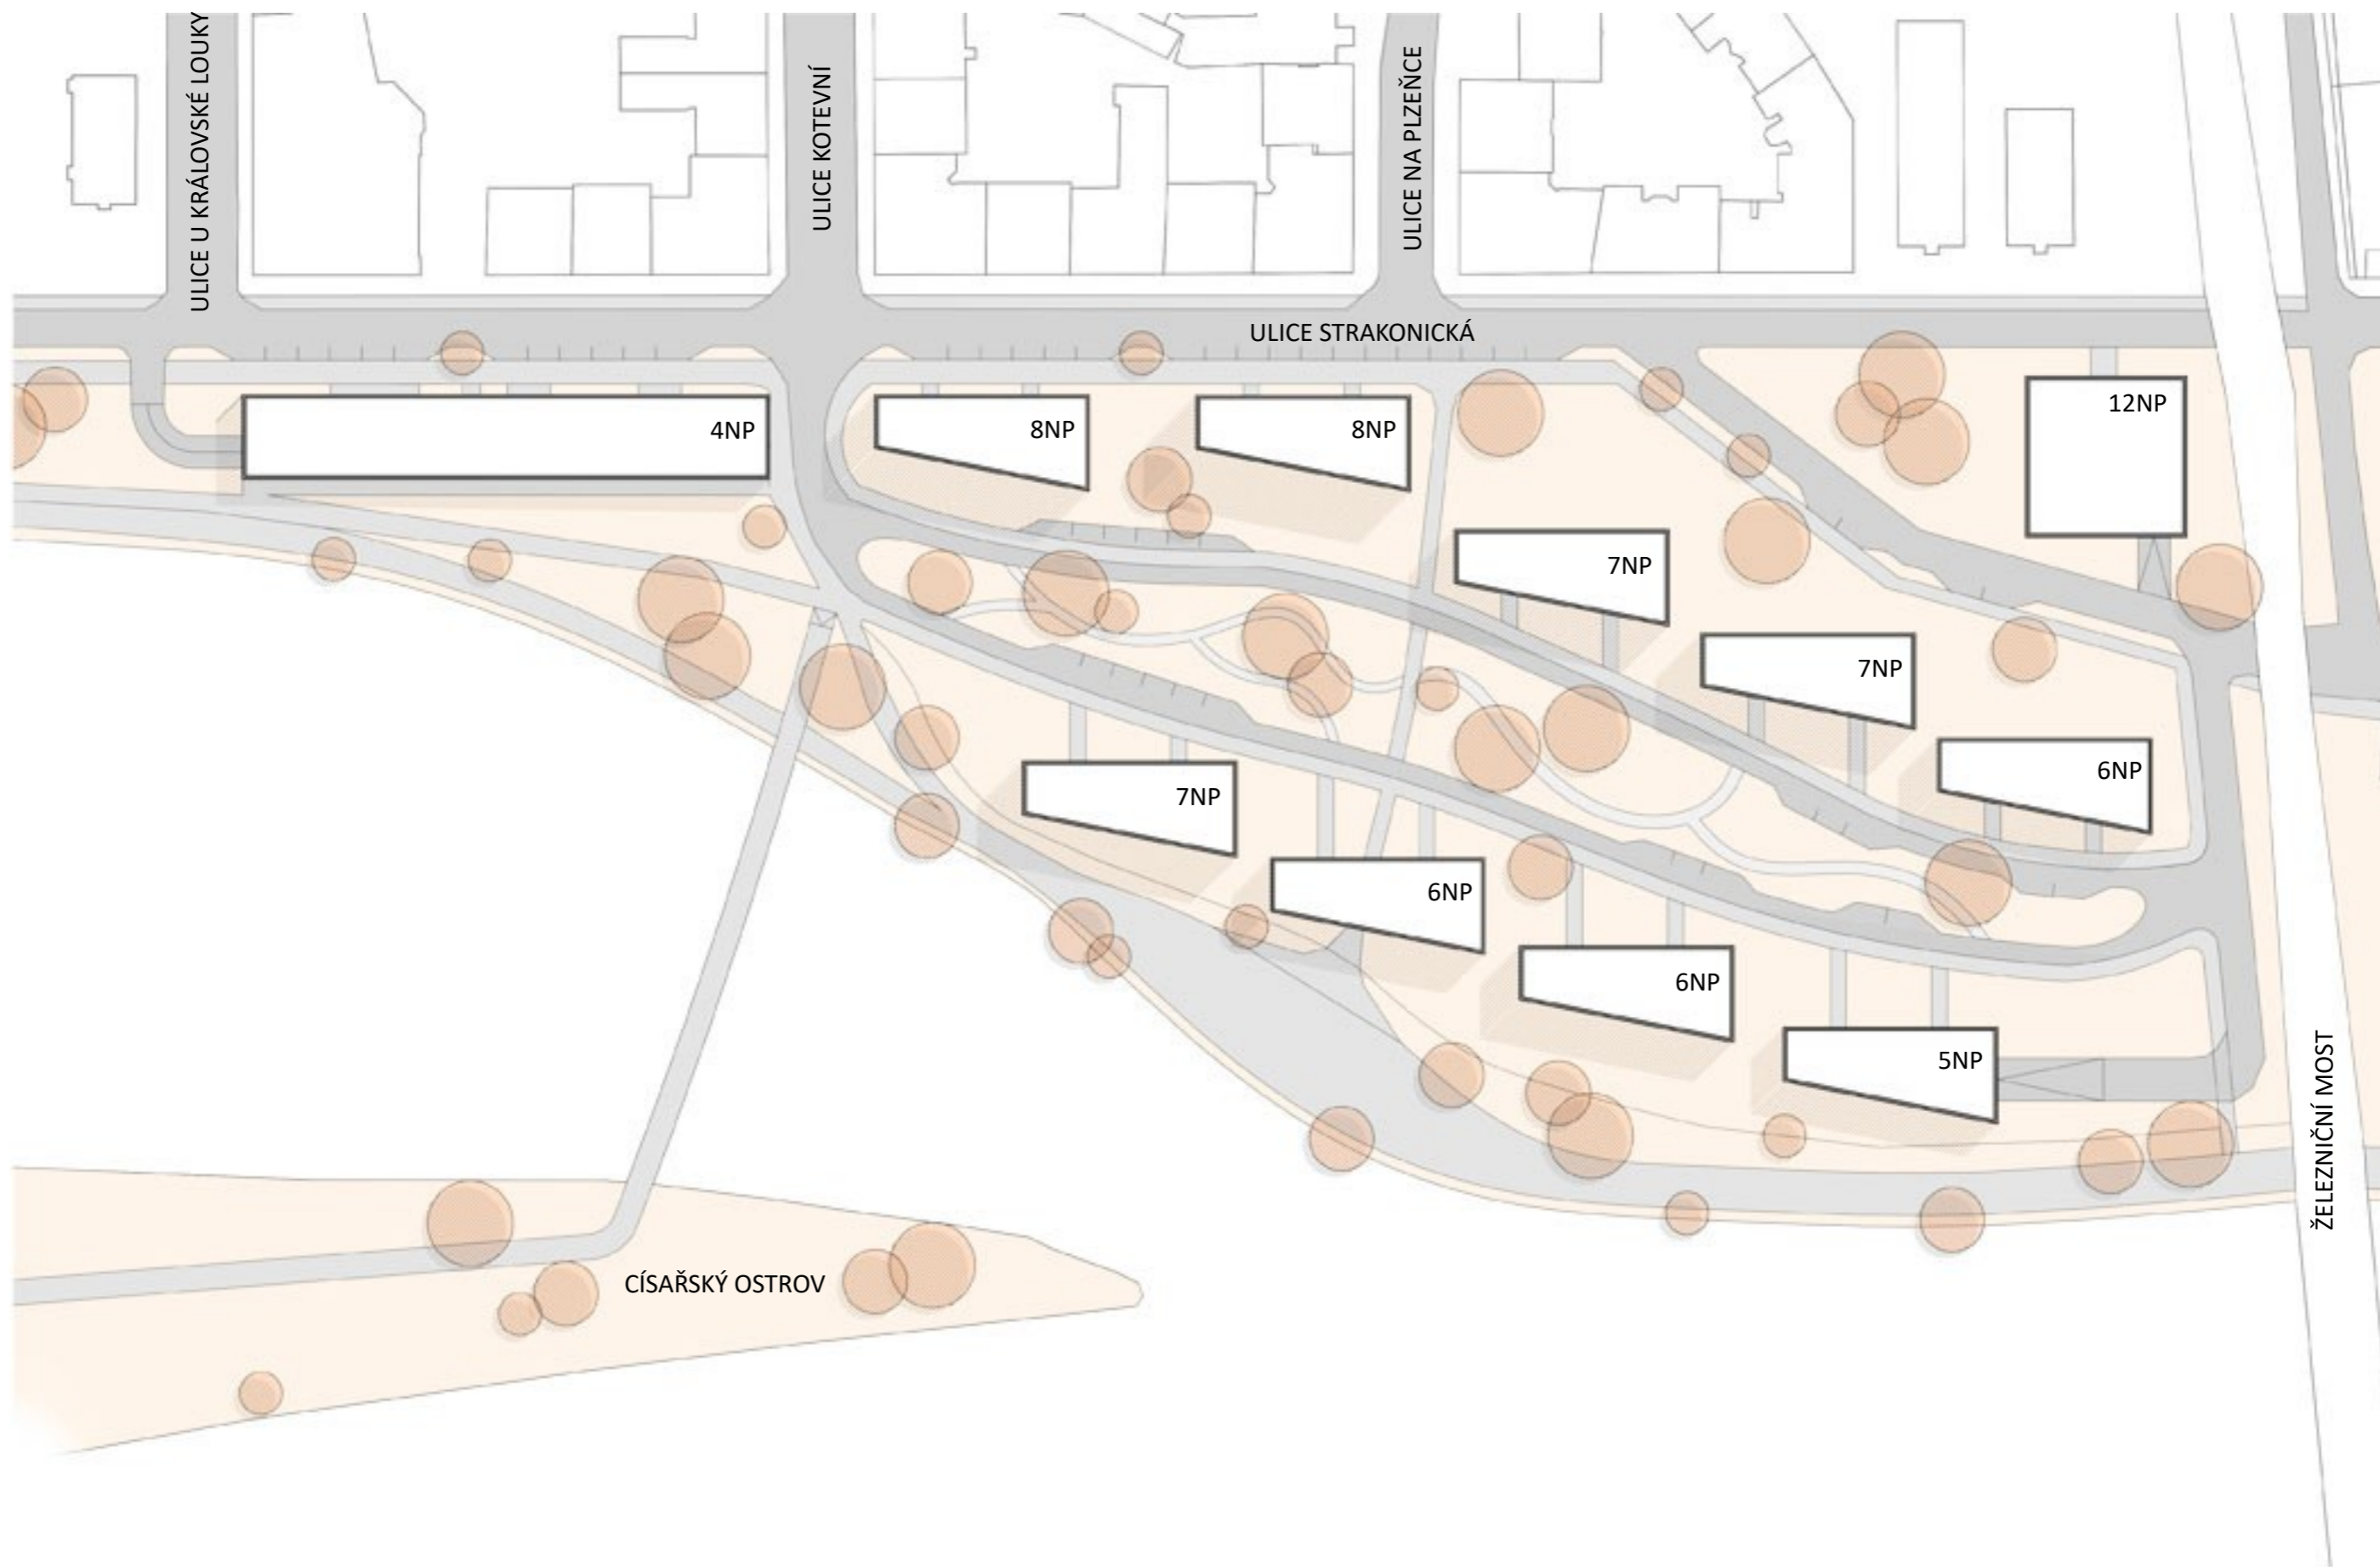 ULICE U KRÁLOVSKÉ LOUKY
ULICE KOTEVNÍ
ULICE NA PLZEŇCE
ULICE STRAKONICKÁ
4NP
8NP
8NP
12NP
7NP
7NP
6NP
7NP
6NP
6NP
5NP
ŽELEZNIČNÍ MOST
CÍSAŘSKÝ OSTROV